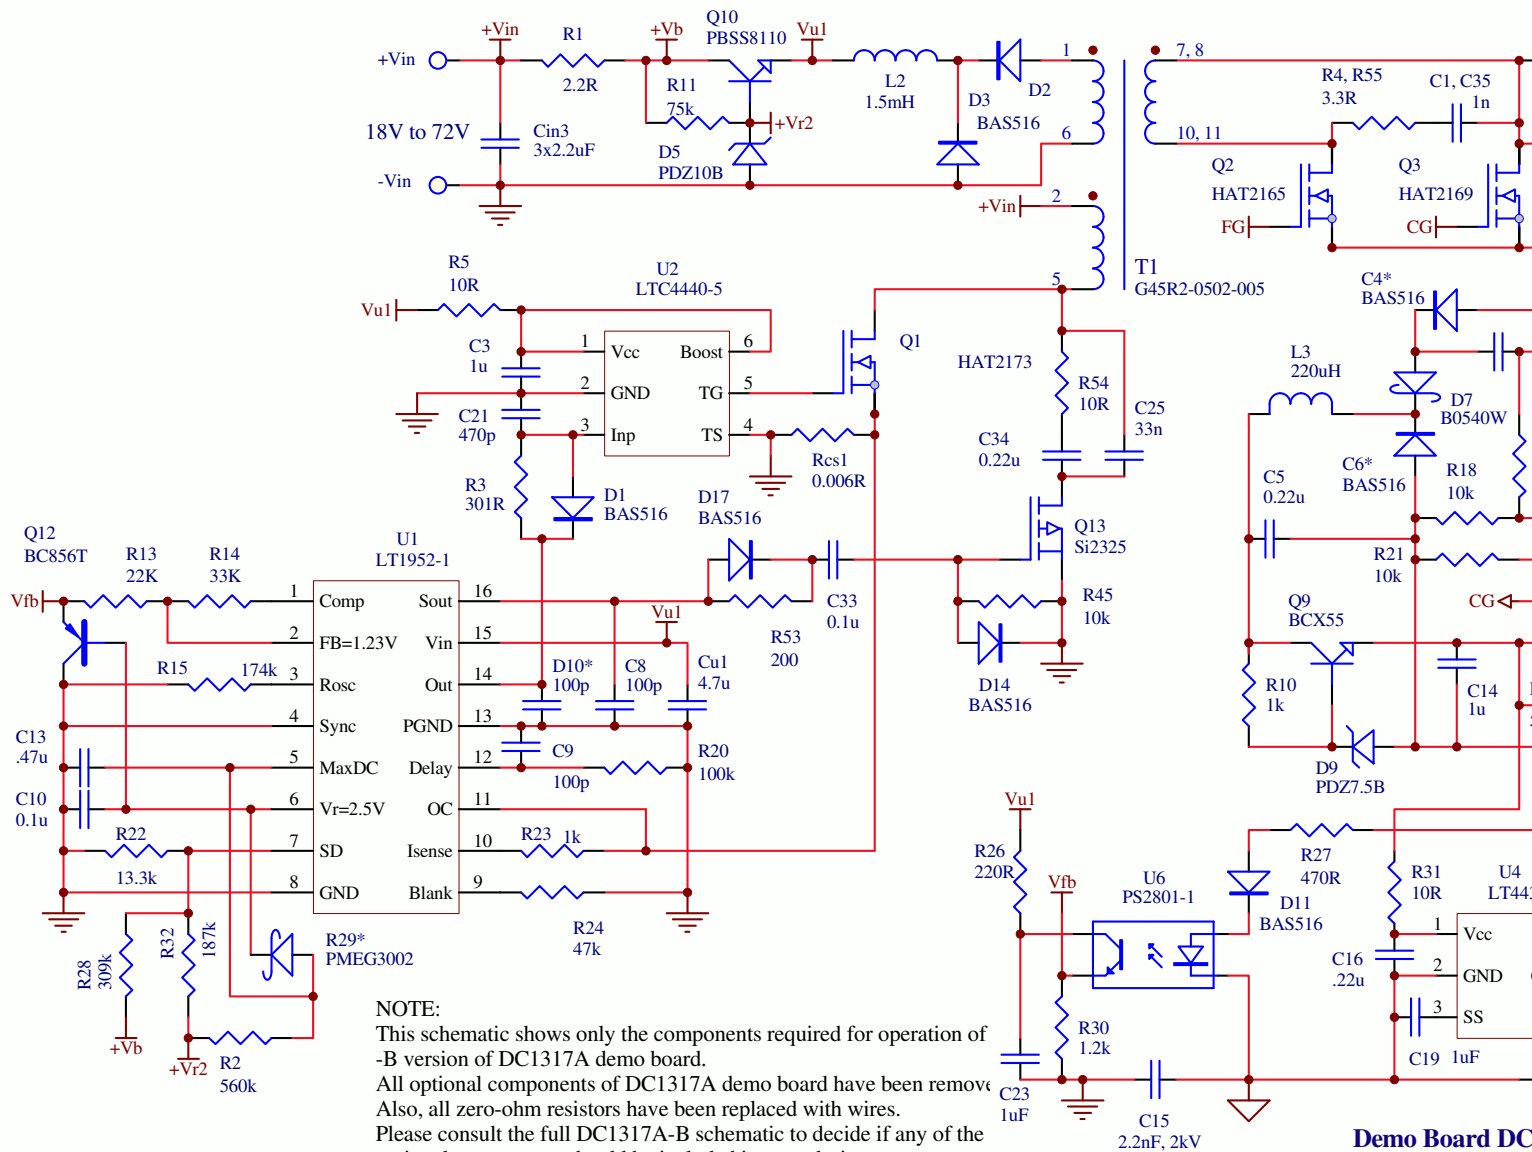 +Vin
R1
2.2R
+Vb
Q10
PBSS8110
Vu1
L2
1.5mH
D3
BAS516
D2
1
6
7, 8
10, 11
R4, R55
3.3R
C1, C35
1n
+Vin
18V to 72V
Cin3
3x2.2uF
-Vin
R11
75k
+Vr2
D5
PDZ10B
+Vin
2
5
T1
G45R2-0502-005
Q2
HAT2165
FG
Q3
HAT2169
CG
R5
10R
Vu1
U2
LTC4440-5
C3
1u
C21
470p
1
Vcc
2
GND
3
Inp
Boost
6
TG
5
TS
4
Q1
HAT2173
Rcs1
0.006R
R3
301R
D1
BAS516
R54
10R
C25
33n
C34
0.22u
Q13
Si2325
D17
BAS516
R53
200
C33
0.1u
R45
10k
D14
BAS516
C4*
BAS516
L3
220uH
D7
B0540W
C6*
BAS516
C5
0.22u
R18
10k
R21
10k
CG
Q9
BCX55
R10
1k
C14
1u
D9
PDZ7.5B
Q12
BC856T
R13
22K
R14
33K
Vfb
R15
174k
U1
LT1952-1
1
Comp
2
FB=1.23V
3
Rosc
4
Sync
5
MaxDC
6
Vr=2.5V
7
SD
8
GND
Sout
16
Vin
15
Out
14
PGND
13
Delay
12
OC
11
Isense
10
Blank
9
Vu1
D10*
100p
C8
100p
Cu1
4.7u
C9
100p
R20
100k
R23
1k
R24
47k
C13
.47u
C10
0.1u
R22
13.3k
R28
309k
R32
187k
+Vb
+Vr2
R2
560k
R29*
PMEG3002
Vu1
R26
220R
Vfb
U6
PS2801-1
R27
470R
D11
BAS516
R31
10R
C16
.22u
U4
LT443
1
Vcc
2
GND
3
SS
C19
1uF
R30
1.2k
C23
1uF
C15
2.2nF, 2kV
NOTE:
This schematic shows only the components required for operation of
-B version of DC1317A demo board.
All optional components of DC1317A demo board have been remove
Also, all zero-ohm resistors have been replaced with wires.
Please consult the full DC1317A-B schematic to decide if any of the
Demo Board DC